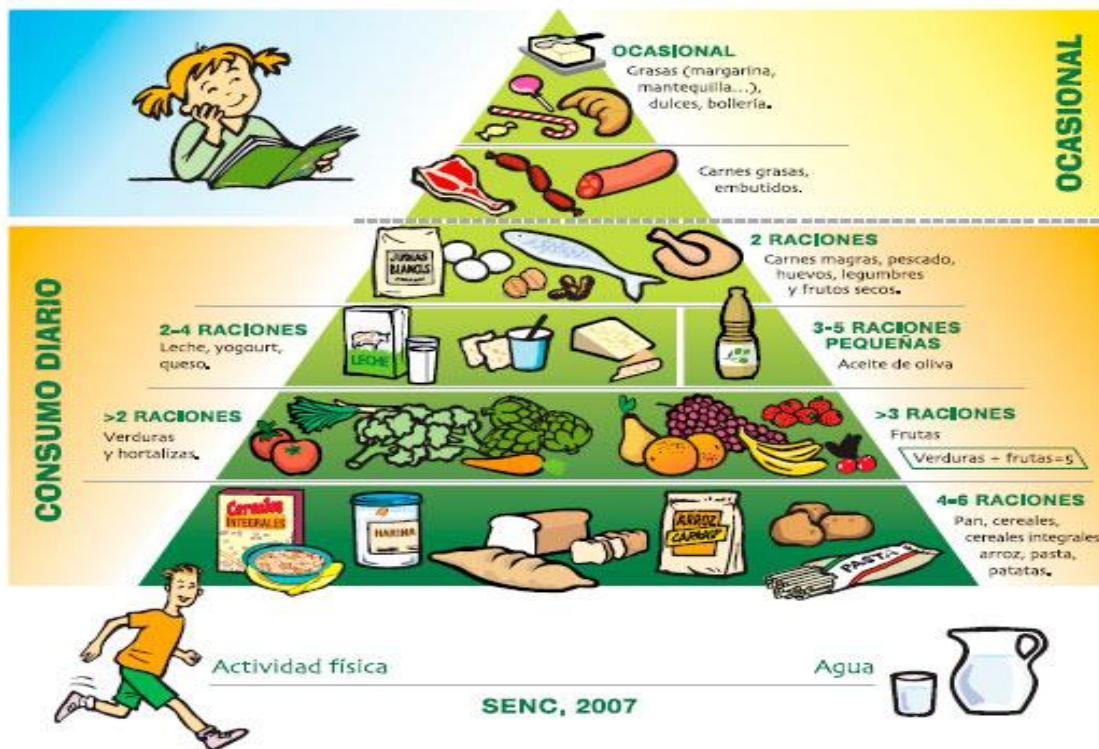 OCASIONAL
Grasas (margarina,
mantequilla...),
dulces, bollería.
OCASIONAL
Carnes grasas,
embutidos.
CONSUMO DIARIO
2 RACIONES
Carnes magras, pescado,
huevos, legumbres
y frutos secos.
JUDIAS
BLANCAS
2-4 RACIONES
Leche, yogourt,
queso.
LECHE
3-5 RACIONES
PEQUEÑAS
Aceite de oliva
>2 RACIONES
Verduras
y hortalizas.
>3 RACIONES
Frutas
Verduras + frutas=5
Cereales
INTEGRALES
HARINA
ARROZ
PASTA
4-6 RACIONES
Pan, cereales,
cereales integrales
arroz, pasta,
patatas.
Actividad física
Agua
SENC, 2007